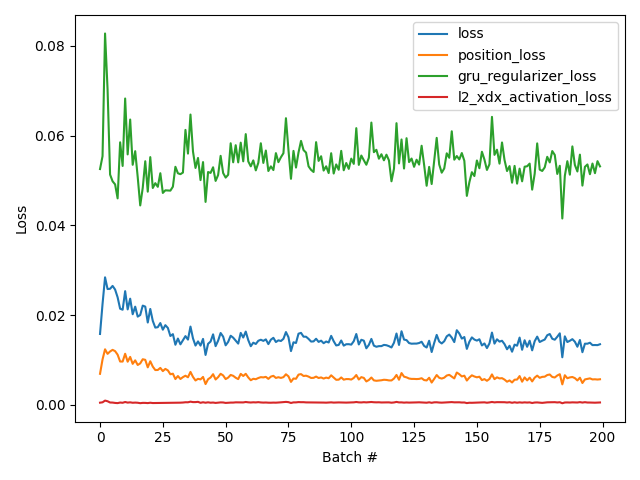 loss
position_loss
gru_regularizer_loss
l2_xdx_activation_loss
0.08
0.06
0.04
0.02
0.00
Loss
0 25 50 75 100 125 150 175 200
Batch #